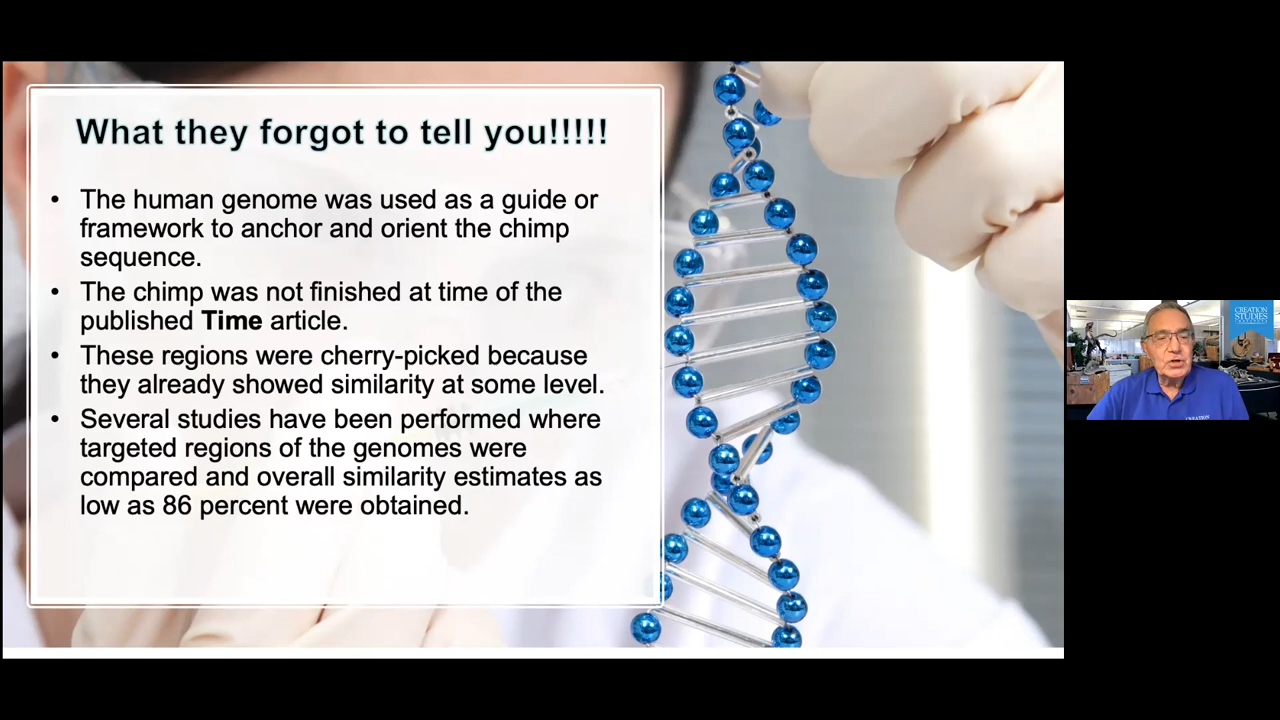 What they forgot to tell you!!!!!
• The human genome was used as a guide or
framework to anchor and orient the chimp
sequence.
• The chimp was not finished at time of the
published Time article.
• These regions were cherry-picked because
they already showed similarity at some level.
• Several studies have been performed where
targeted regions of the genomes were
compared and overall similarity estimates as
low as 86 percent were obtained.
CREATION
STUDIES
CREATION